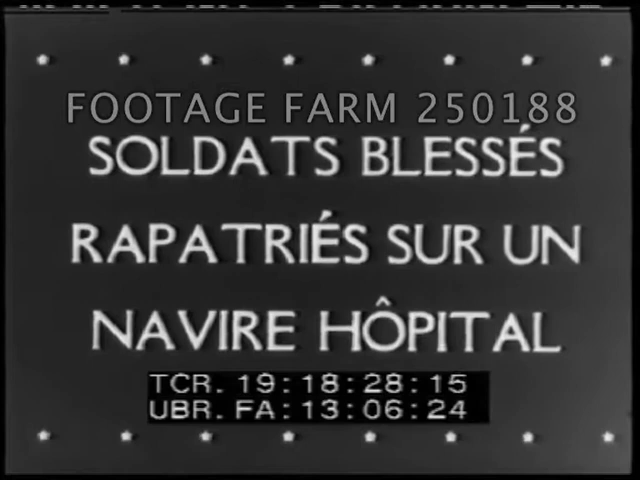 FOOTAGE FARM 250188
SOLDATS BLESSÉS
RAPATRIÉS SUR UN
NAVIRE HÔPITAL
TCR. 19:18:28:15
UBR. FA:13:06:24